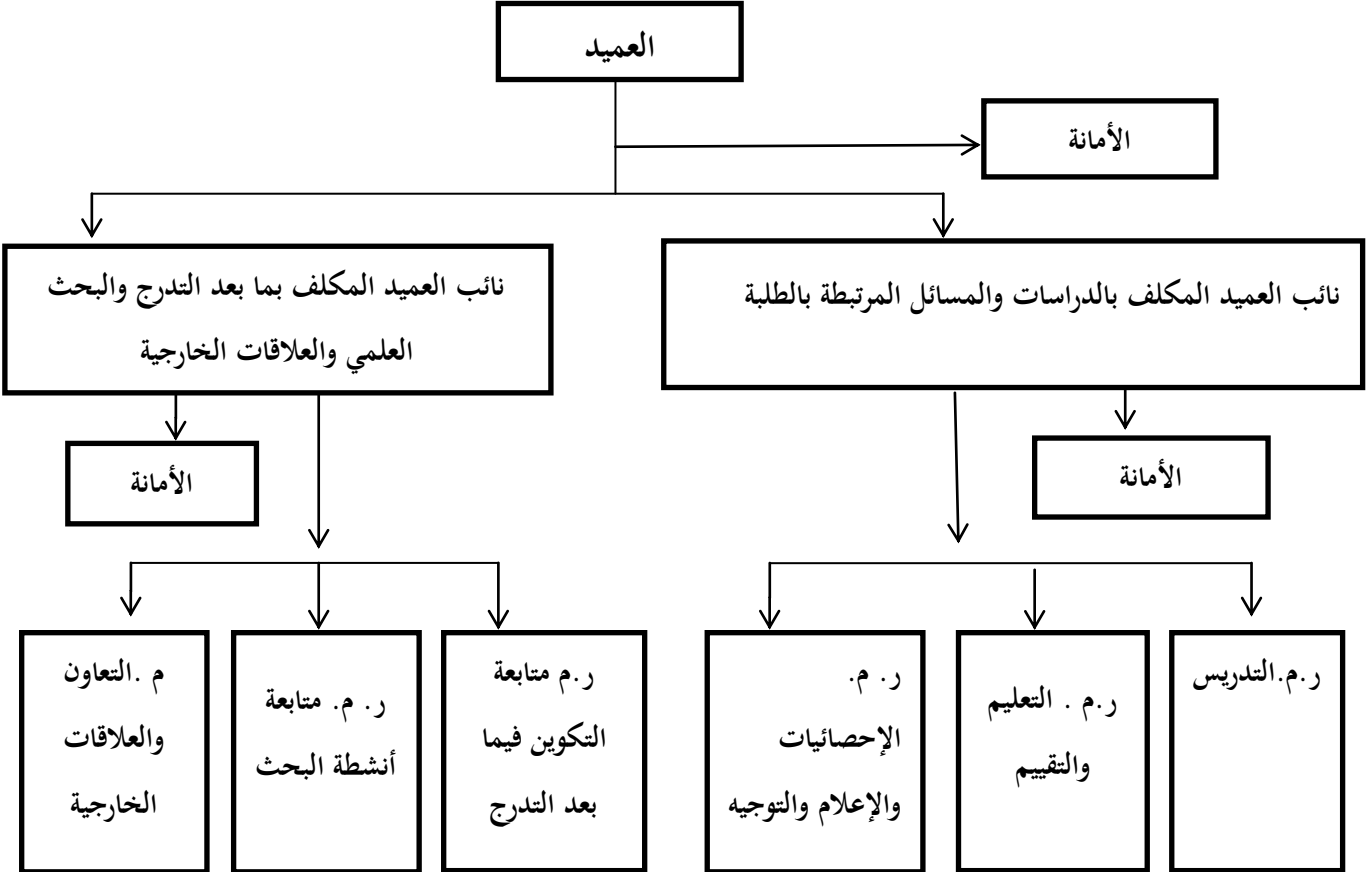 العميد
الأمانة
نائب العميد المكلف بالدراسات والمسائل المرتبطة بالطلبة
نائب العميد المكلف بما بعد التدرج والبحث
العلمي والعلاقات الخارجية
الأمانة
الأمانة
ر.م.التدريس
ر.م . التعليم
والتقييم
ر. م.
الإحصائيات
والإعلام والتوجيه
ر.م متابعة
التكوين فيما
بعد التدرج
ر. م. متابعة
أنشطة البحث
م .التعاون
والعلاقات
الخارجية